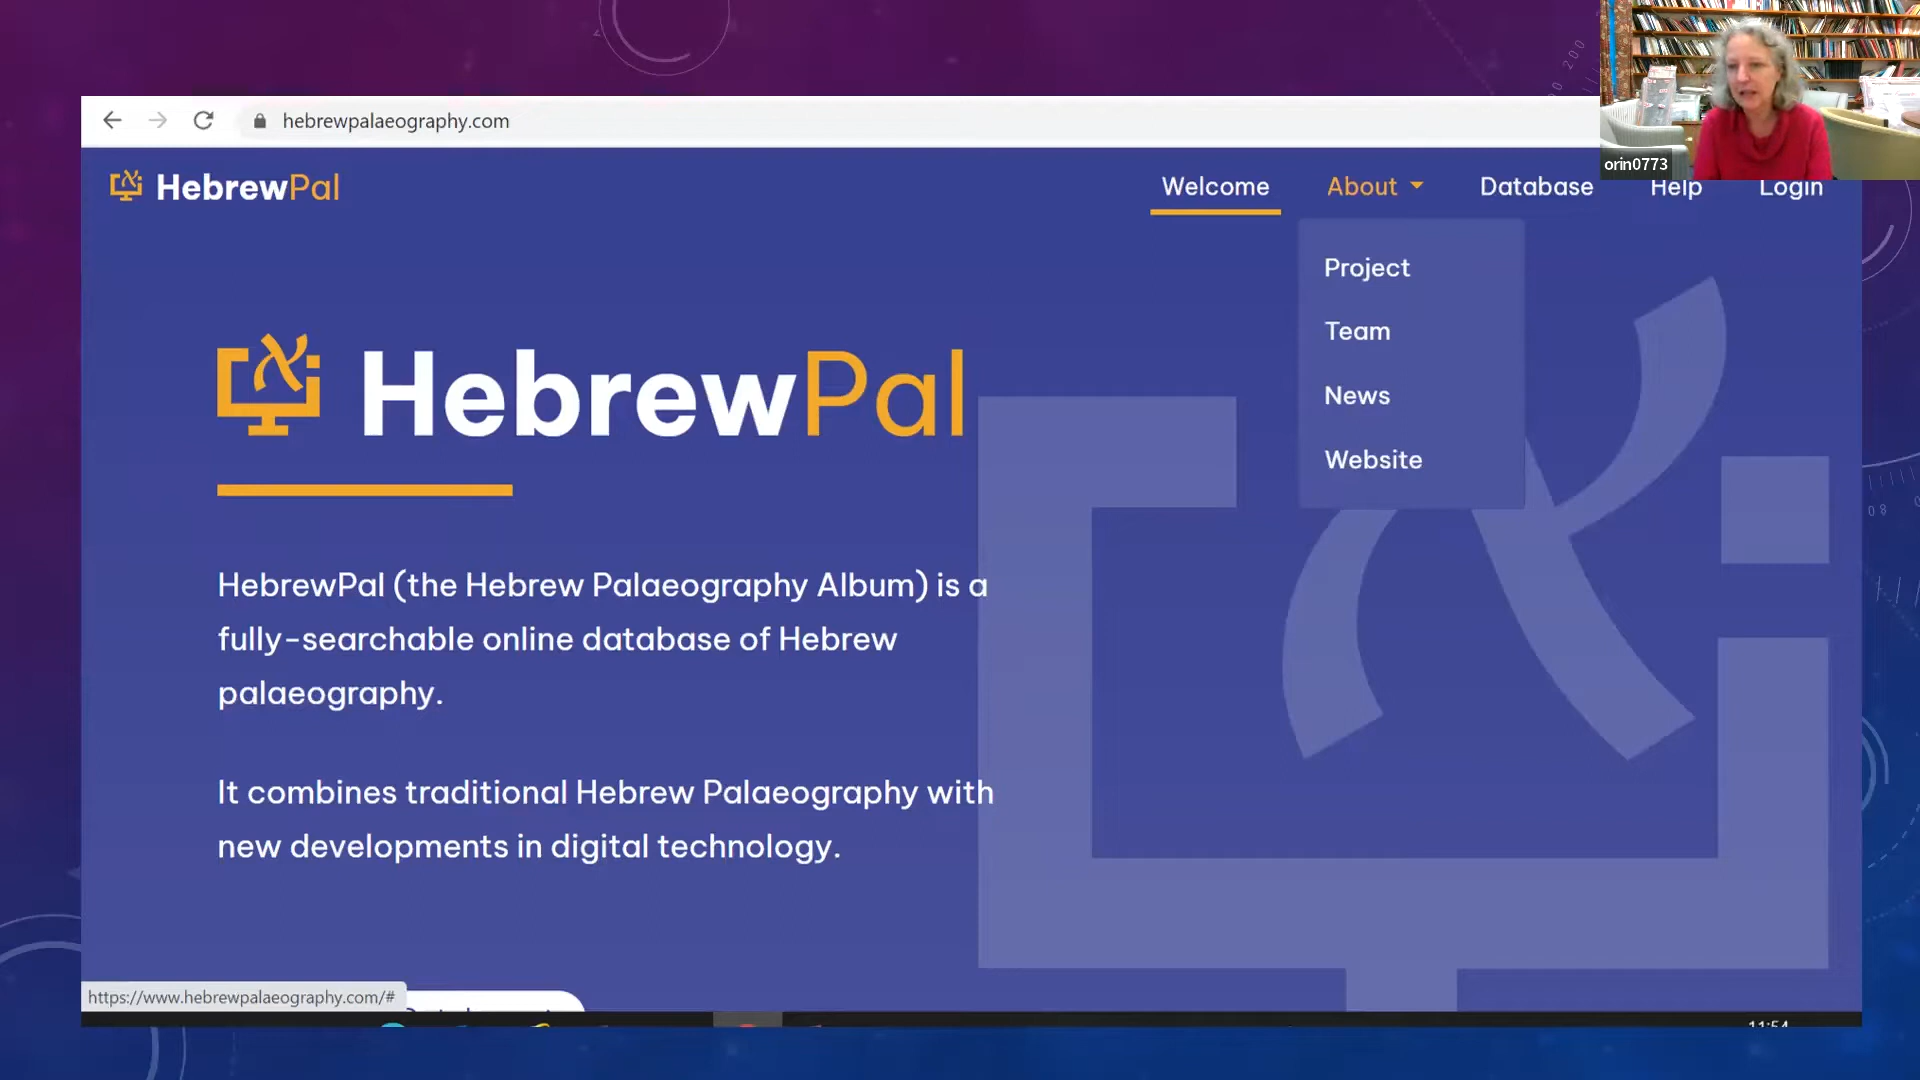 hebrewpalaeography.com
orin0773
HebrewPal
Welcome
About
Database
Help
Login
Project
Team
News
Website
HebrewPal
HebrewPal (the Hebrew Palaeography Album) is a
fully-searchable online database of Hebrew
palaeography.
It combines traditional Hebrew Palaeography with
new developments in digital technology.
https://www.hebrewpalaeography.com/#
11:54